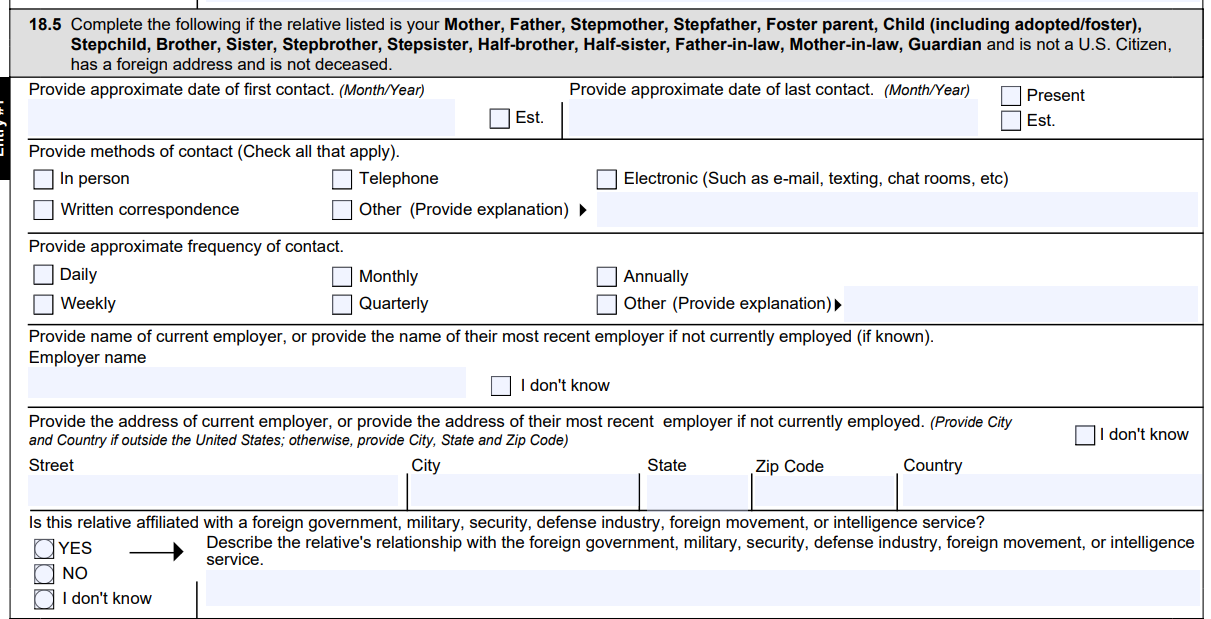 18.5 Complete the following if the relative listed is your Mother, Father, Stepmother, Stepfather, Foster parent, Child (including adopted/foster),
Stepchild, Brother, Sister, Stepbrother, Stepsister, Half-brother, Half-sister, Father-in-law, Mother-in-law, Guardian and is not a U.S. Citizen,
has a foreign address and is not deceased.
Provide approximate date of first contact. (Month/Year)
Est.
Provide approximate date of last contact. (Month/Year)
Present
Est.
Provide methods of contact (Check all that apply).
In person Telephone Electronic (Such as e-mail, texting, chat rooms, etc)
Written correspondence Other (Provide explanation)
Provide approximate frequency of contact.
Daily Monthly Annually
Weekly Quarterly Other (Provide explanation)
Provide name of current employer, or provide the name of their most recent employer if not currently employed (if known).
Employer name
I don't know
Provide the address of current employer, or provide the address of their most recent employer if not currently employed. (Provide City
and Country if outside the United States; otherwise, provide City, State and Zip Code)
I don't know
Street City State Zip Code Country
Is this relative affiliated with a foreign government, military, security, defense industry, foreign movement, or intelligence service?
YES
NO
I don't know
Describe the relative's relationship with the foreign government, military, security, defense industry, foreign movement, or intelligence
service.